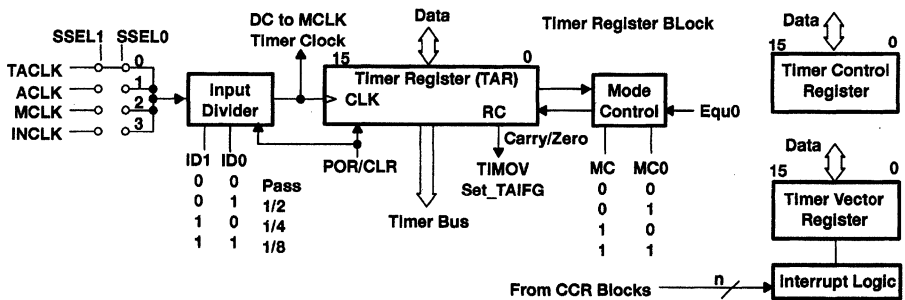 SSEL1 SSEL0
TACLK 0
ACLK 1
MCLK 2
INCLK 3
Input
Divider
ID1 ID0
0 0 Pass
0 1 1/2
1 0 1/4
1 1 1/8
DC to MCLK
Timer Clock
Data
15 0
Timer Register (TAR)
CLK
RC
POR/CLR
Carry/Zero
TIMOV
Set_TAIFG
Timer Bus
Timer Register BLock
Mode
Control
Equ0
MC MC0
0 0
0 1
1 0
1 1
Data
15 0
Timer Control
Register
Data
15 0
Timer Vector
Register
From CCR Blocks n
Interrupt Logic